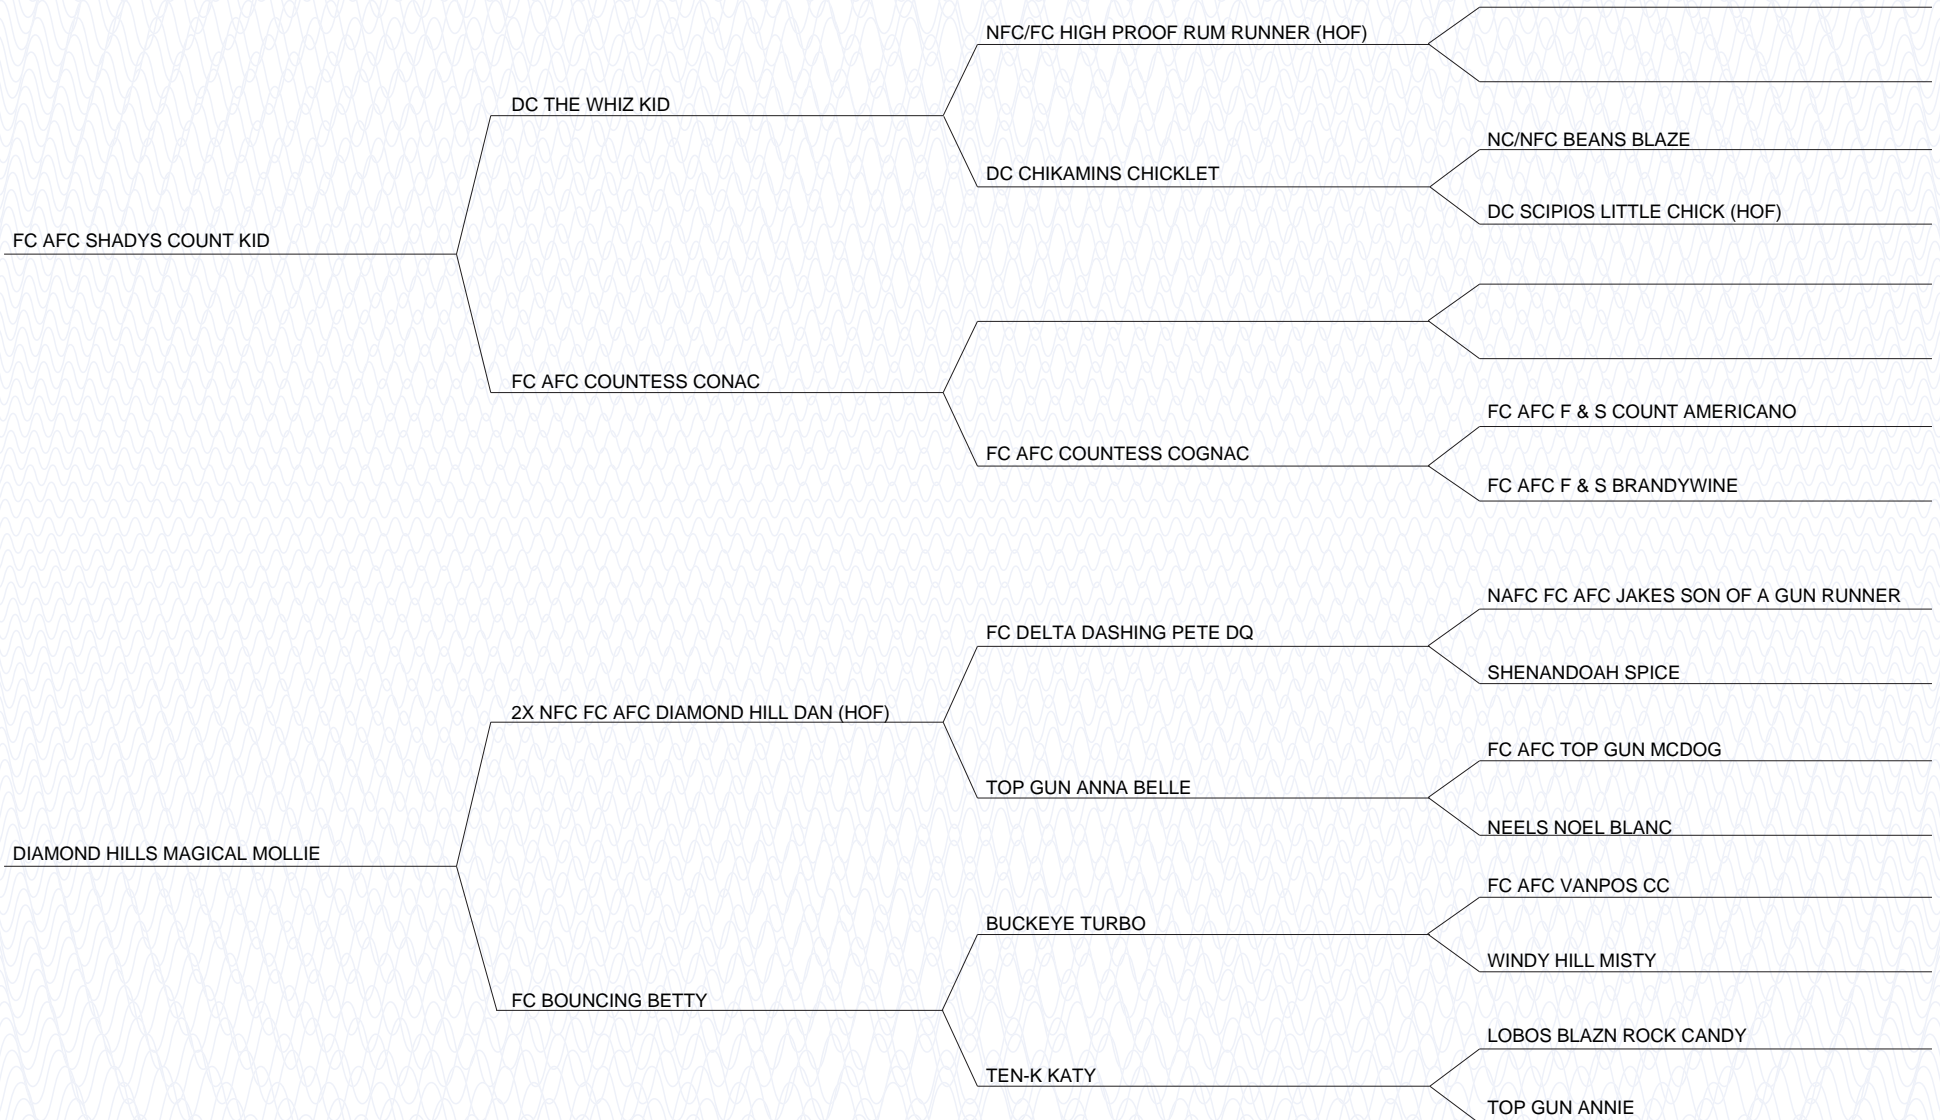 FC AFC SHADYS COUNT KID
DC THE WHIZ KID
NFC/FC HIGH PROOF RUM RUNNER (HOF)
DC CHIKAMINS CHICKLET
NC/NFC BEANS BLAZE
DC SCIPIOS LITTLE CHICK (HOF)
FC AFC COUNTESS CONAC
FC AFC COUNTESS COGNAC
FC AFC F & S COUNT AMERICANO
FC AFC F & S BRANDYWINE
DIAMOND HILLS MAGICAL MOLLIE
2X NFC FC AFC DIAMOND HILL DAN (HOF)
FC DELTA DASHING PETE DQ
NAFC FC AFC JAKES SON OF A GUN RUNNER
SHENANDOAH SPICE
TOP GUN ANNA BELLE
FC AFC TOP GUN MCDOG
NEELS NOEL BLANC
FC BOUNCING BETTY
BUCKEYE TURBO
FC AFC VANPOS CC
WINDY HILL MISTY
TEN-K KATY
LOBOS BLAZN ROCK CANDY
TOP GUN ANNIE